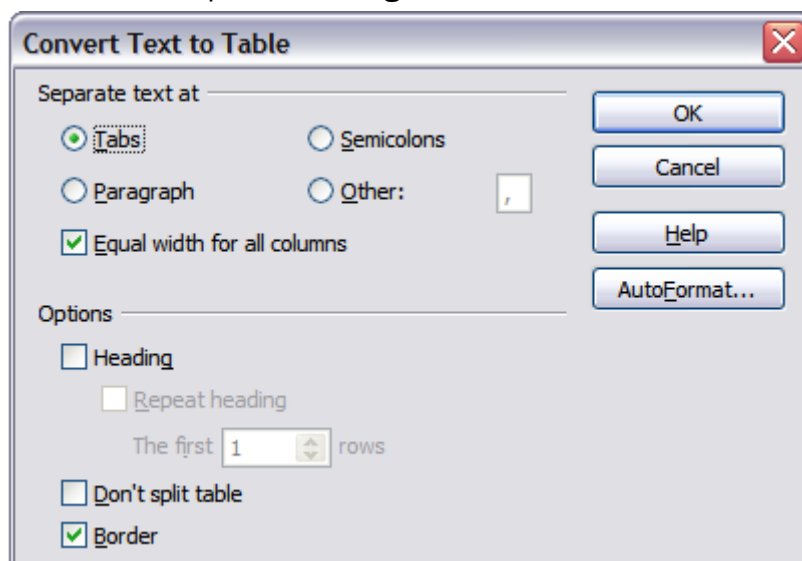 Convert Text to Table
Separate text at
Tabs
Semicolons
Paragraph
Other:
,
Equal width for all columns
OK
Cancel
Help
AutoFormat...
Options
Heading
Repeat heading
The first 1 rows
Don't split table
Border